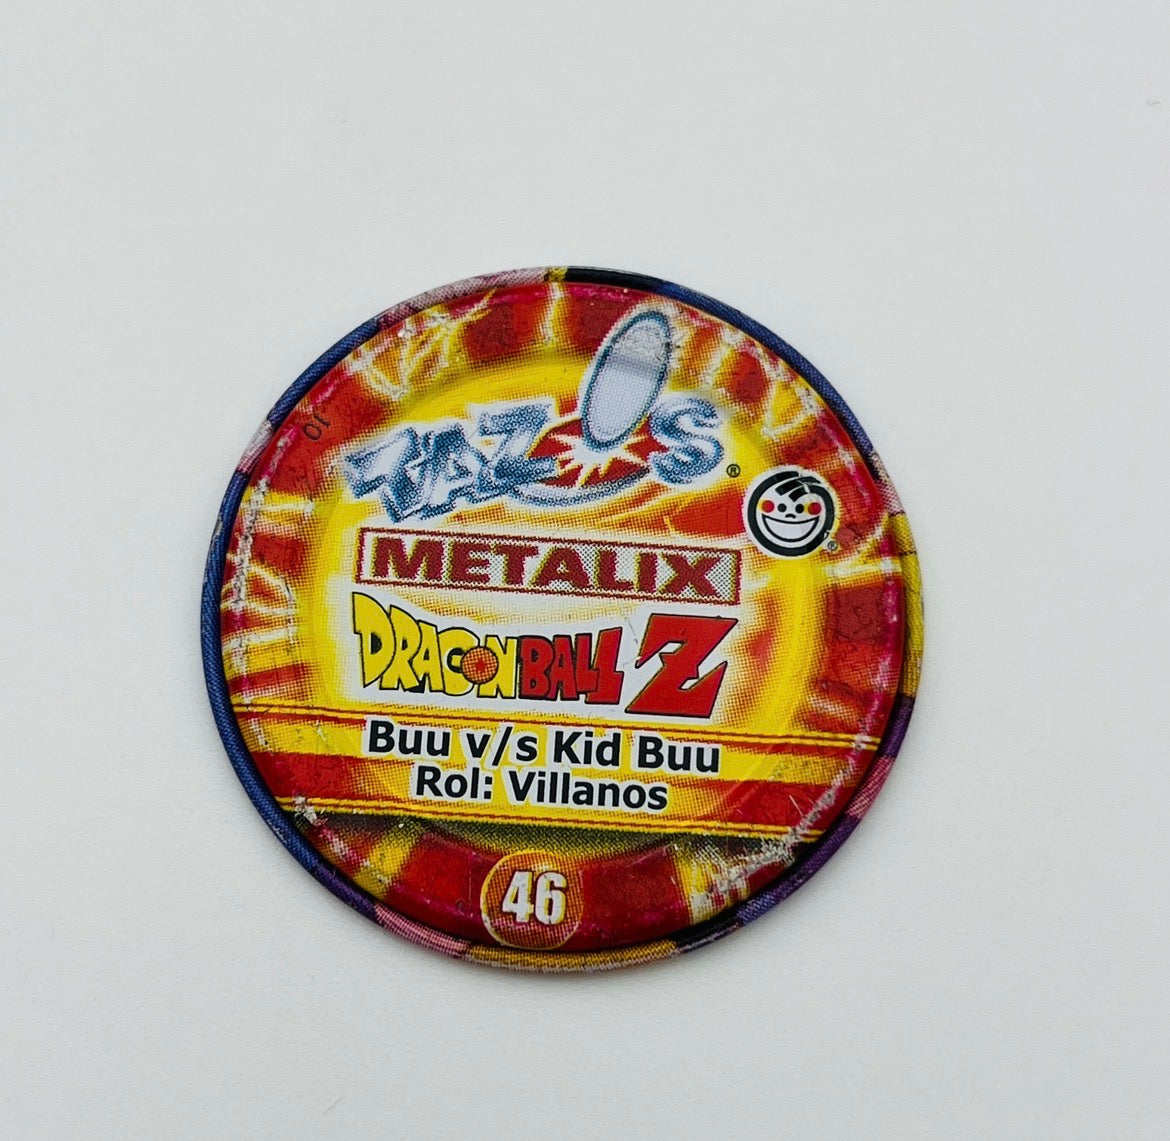 TAZOS®
METALIX
DRAGON BALL Z
Buu v/s Kid Buu
Rol: Villanos
46